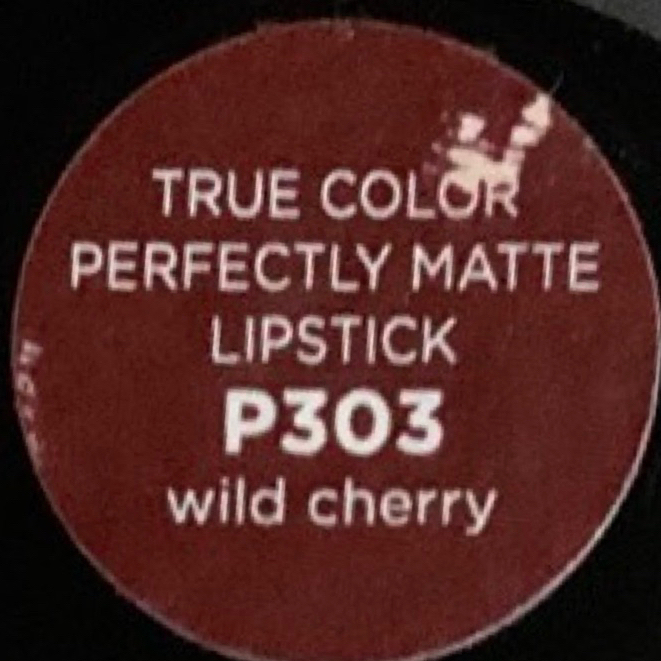 TRUE COLOR
PERFECTLY MATTE
LIPSTICK
P303
wild cherry